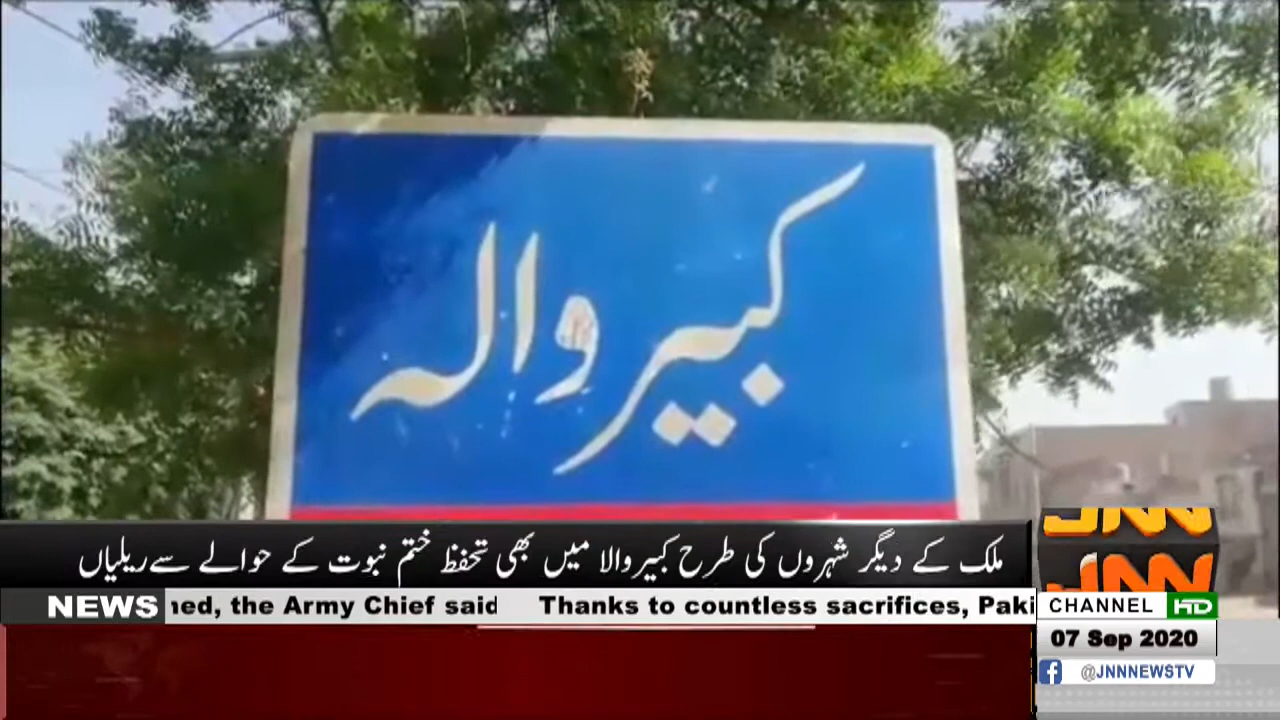 کبیر والہ
ملک کے دیگر شہروں کی طرح کبیروالا میں بھی تحفظ ختم نبوت کے حوالے سے ریلیاں
JNN
JNN
NEWS
ned, the Army Chief said Thanks to countless sacrifices, Paki
CHANNEL HD
07 Sep 2020
@JNNNEWSTV